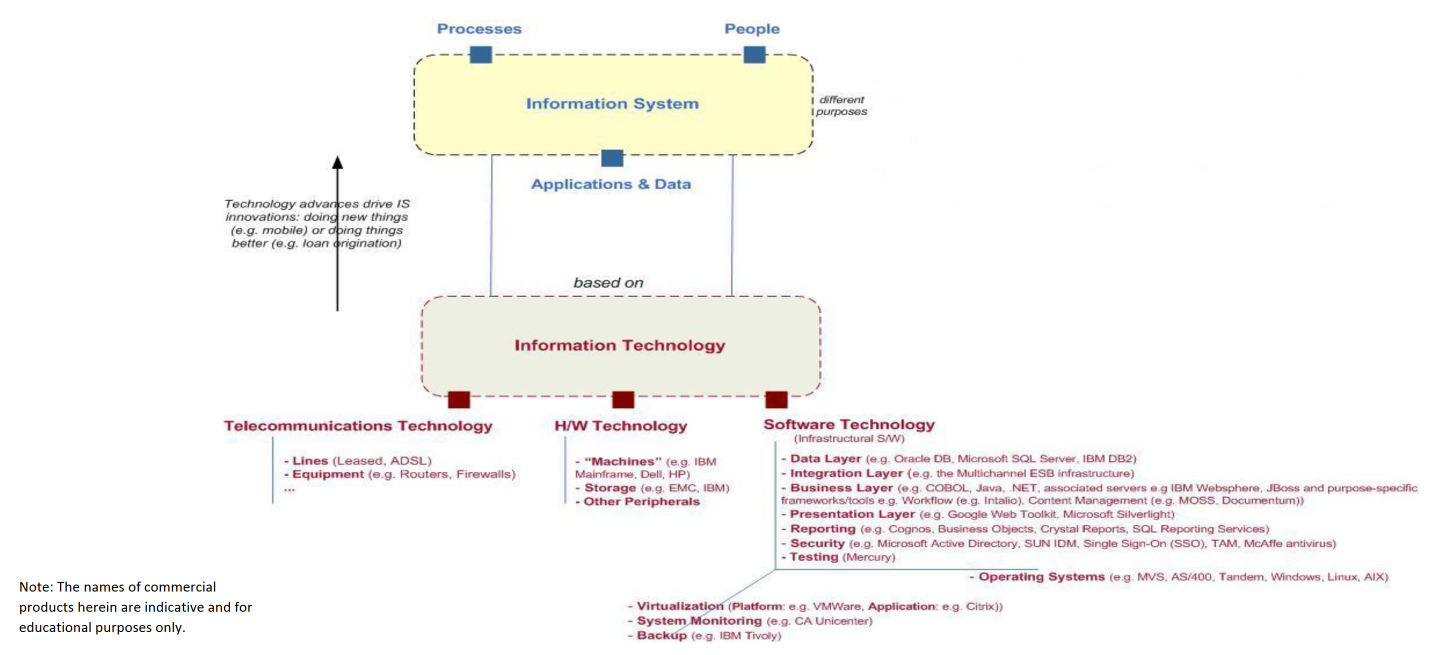 Processes
People
Information System
different
purposes
Applications & Data
Technology advances drive IS
innovations: doing new things
(e.g. mobile) or doing things
better (e.g. loan origination)
based on
Information Technology
Telecommunications Technology
- Lines (Leased, ADSL)
- Equipment (e.g. Routers, Firewalls)
...
H/W Technology
- “Machines” (e.g. IBM
Mainframe, Dell, HP)
- Storage (e.g. EMC, IBM)
- Other Peripherals
Software Technology
(Infrastructural S/W)
- Data Layer (e.g. Oracle DB, Microsoft SQL Server, IBM DB2)
- Integration Layer (e.g. the Multichannel ESB infrastructure)
- Business Layer (e.g. COBOL, Java, .NET, associated servers e.g IBM Websphere, JBoss and purpose-specific
frameworks/tools e.g. Workflow (e.g. Intalio), Content Management (e.g. MOSS, Documentum))
- Presentation Layer (e.g. Google Web Toolkit, Microsoft Silverlight)
- Reporting (e.g. Cognos, Business Objects, Crystal Reports, SQL Reporting Services)
- Security (e.g. Microsoft Active Directory, SUN IDM, Single Sign-On (SSO), TAM, McAffe antivirus)
- Testing (Mercury)
- Operating Systems (e.g. MVS, AS/400, Tandem, Windows, Linux, AIX)
- Virtualization (Platform: e.g. VMWare, Application: e.g. Citrix))
- System Monitoring (e.g. CA Unicenter)
- Backup (e.g. IBM Tivoly)
Note: The names of commercial
products herein are indicative and for
educational purposes only.